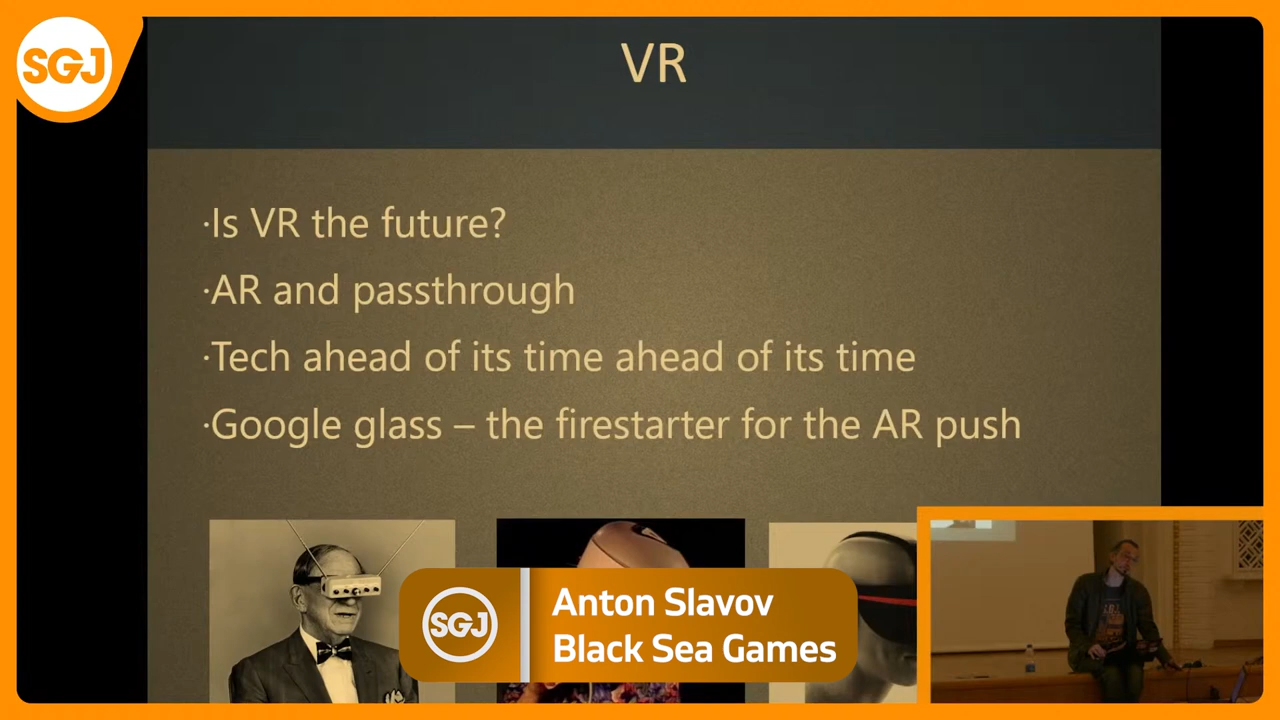 SGJ
VR
·Is VR the future?
·AR and passthrough
·Tech ahead of its time ahead of its time
·Google glass – the firestarter for the AR push
SGJ
Anton Slavov
Black Sea Games